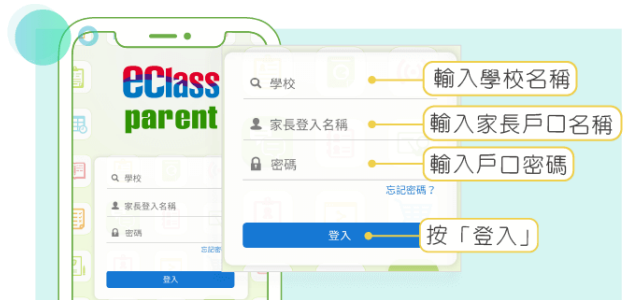 eClass
parent
學校
家長登入名稱
密碼
忘記密
登入
學校
家長登入名稱
密碼
忘記密碼？
登入
輸入學校名稱
輸入家長戶口名稱
輸入戶口密碼
按「登入」